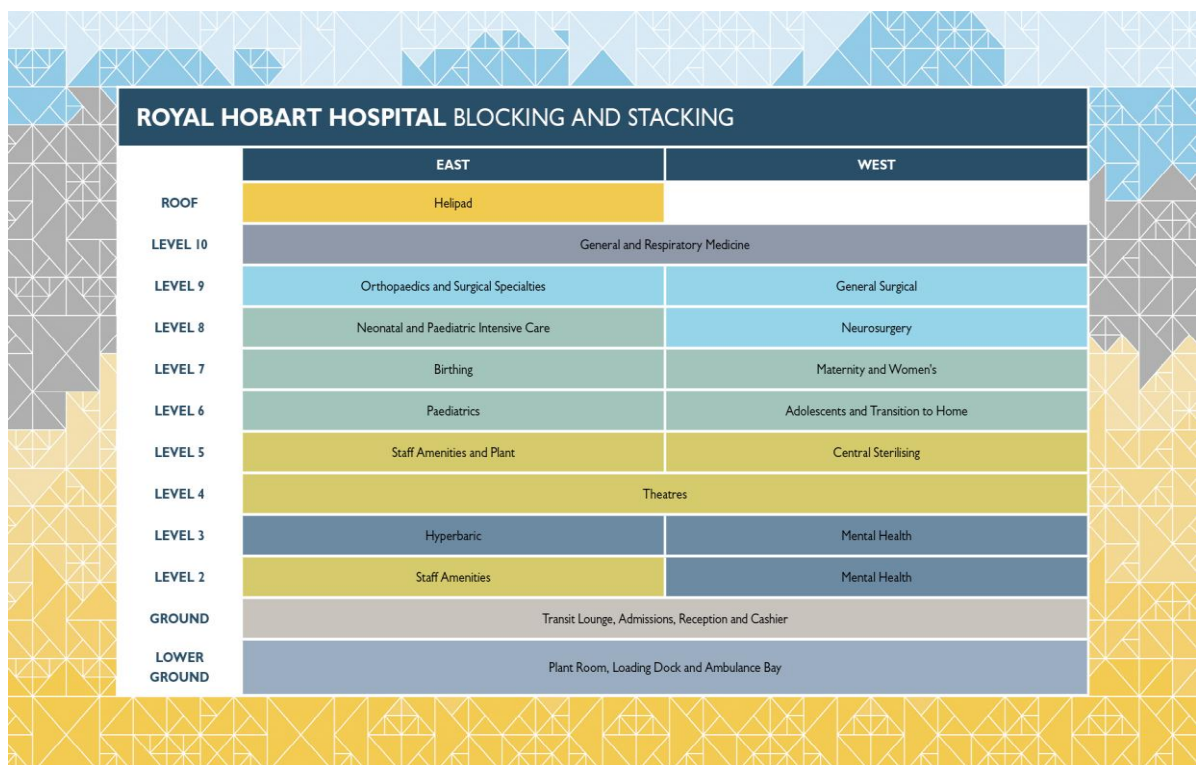 ROYAL HOBART HOSPITAL BLOCKING AND STACKING
EAST WEST
ROOF Helipad
LEVEL 10 General and Respiratory Medicine
LEVEL 9 Orthopaedics and Surgical Specialties General Surgical
LEVEL 8 Neonatal and Paediatric Intensive Care Neurosurgery
LEVEL 7 Birthing Maternity and Women's
LEVEL 6 Paediatrics Adolescents and Transition to Home
LEVEL 5 Staff Amenities and Plant Central Sterilising
LEVEL 4 Theatres
LEVEL 3 Hyperbaric Mental Health
LEVEL 2 Staff Amenities Mental Health
GROUND Transit Lounge, Admissions, Reception and Cashier
LOWER
GROUND Plant Room, Loading Dock and Ambulance Bay